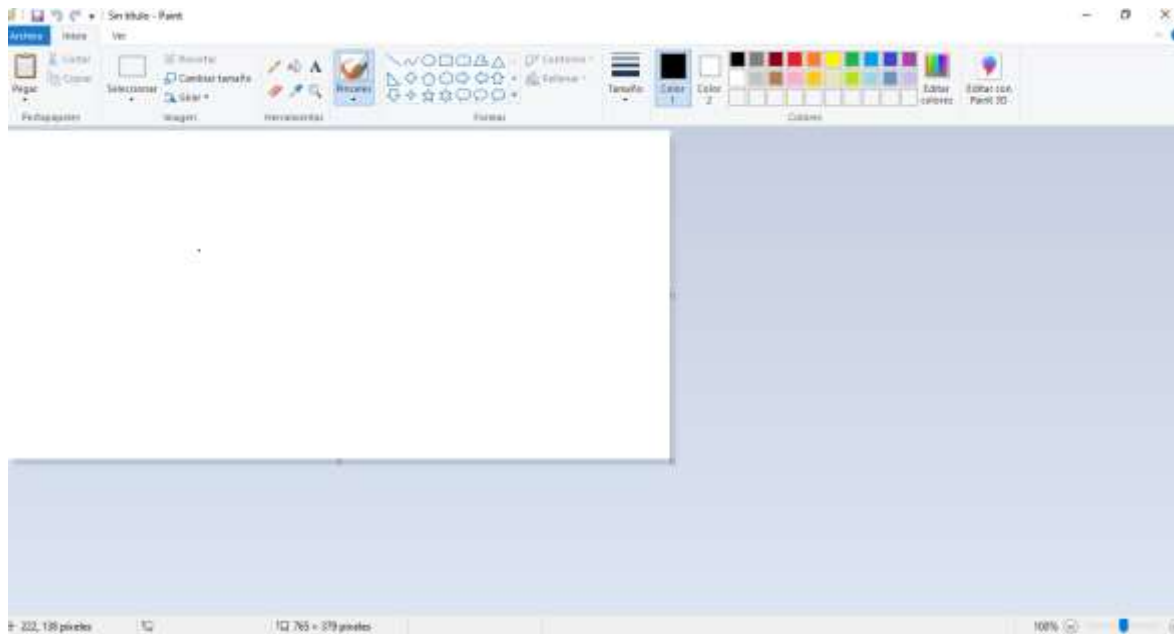 Sin título - Paint
Archivo Inicio Ver
Pegar
Cortar
Copiar
Portapapeles
Seleccionar
Recortar
Cambiar tamaño
Girar
Imagen
A
Herramientas
Pinceles
Contorno
Rellenar
Formas
Tamaño
Color 1
Color 2
Editar colores
Editar con Paint 3D
Colores
222, 138 píxeles
765 × 379 píxeles
100%